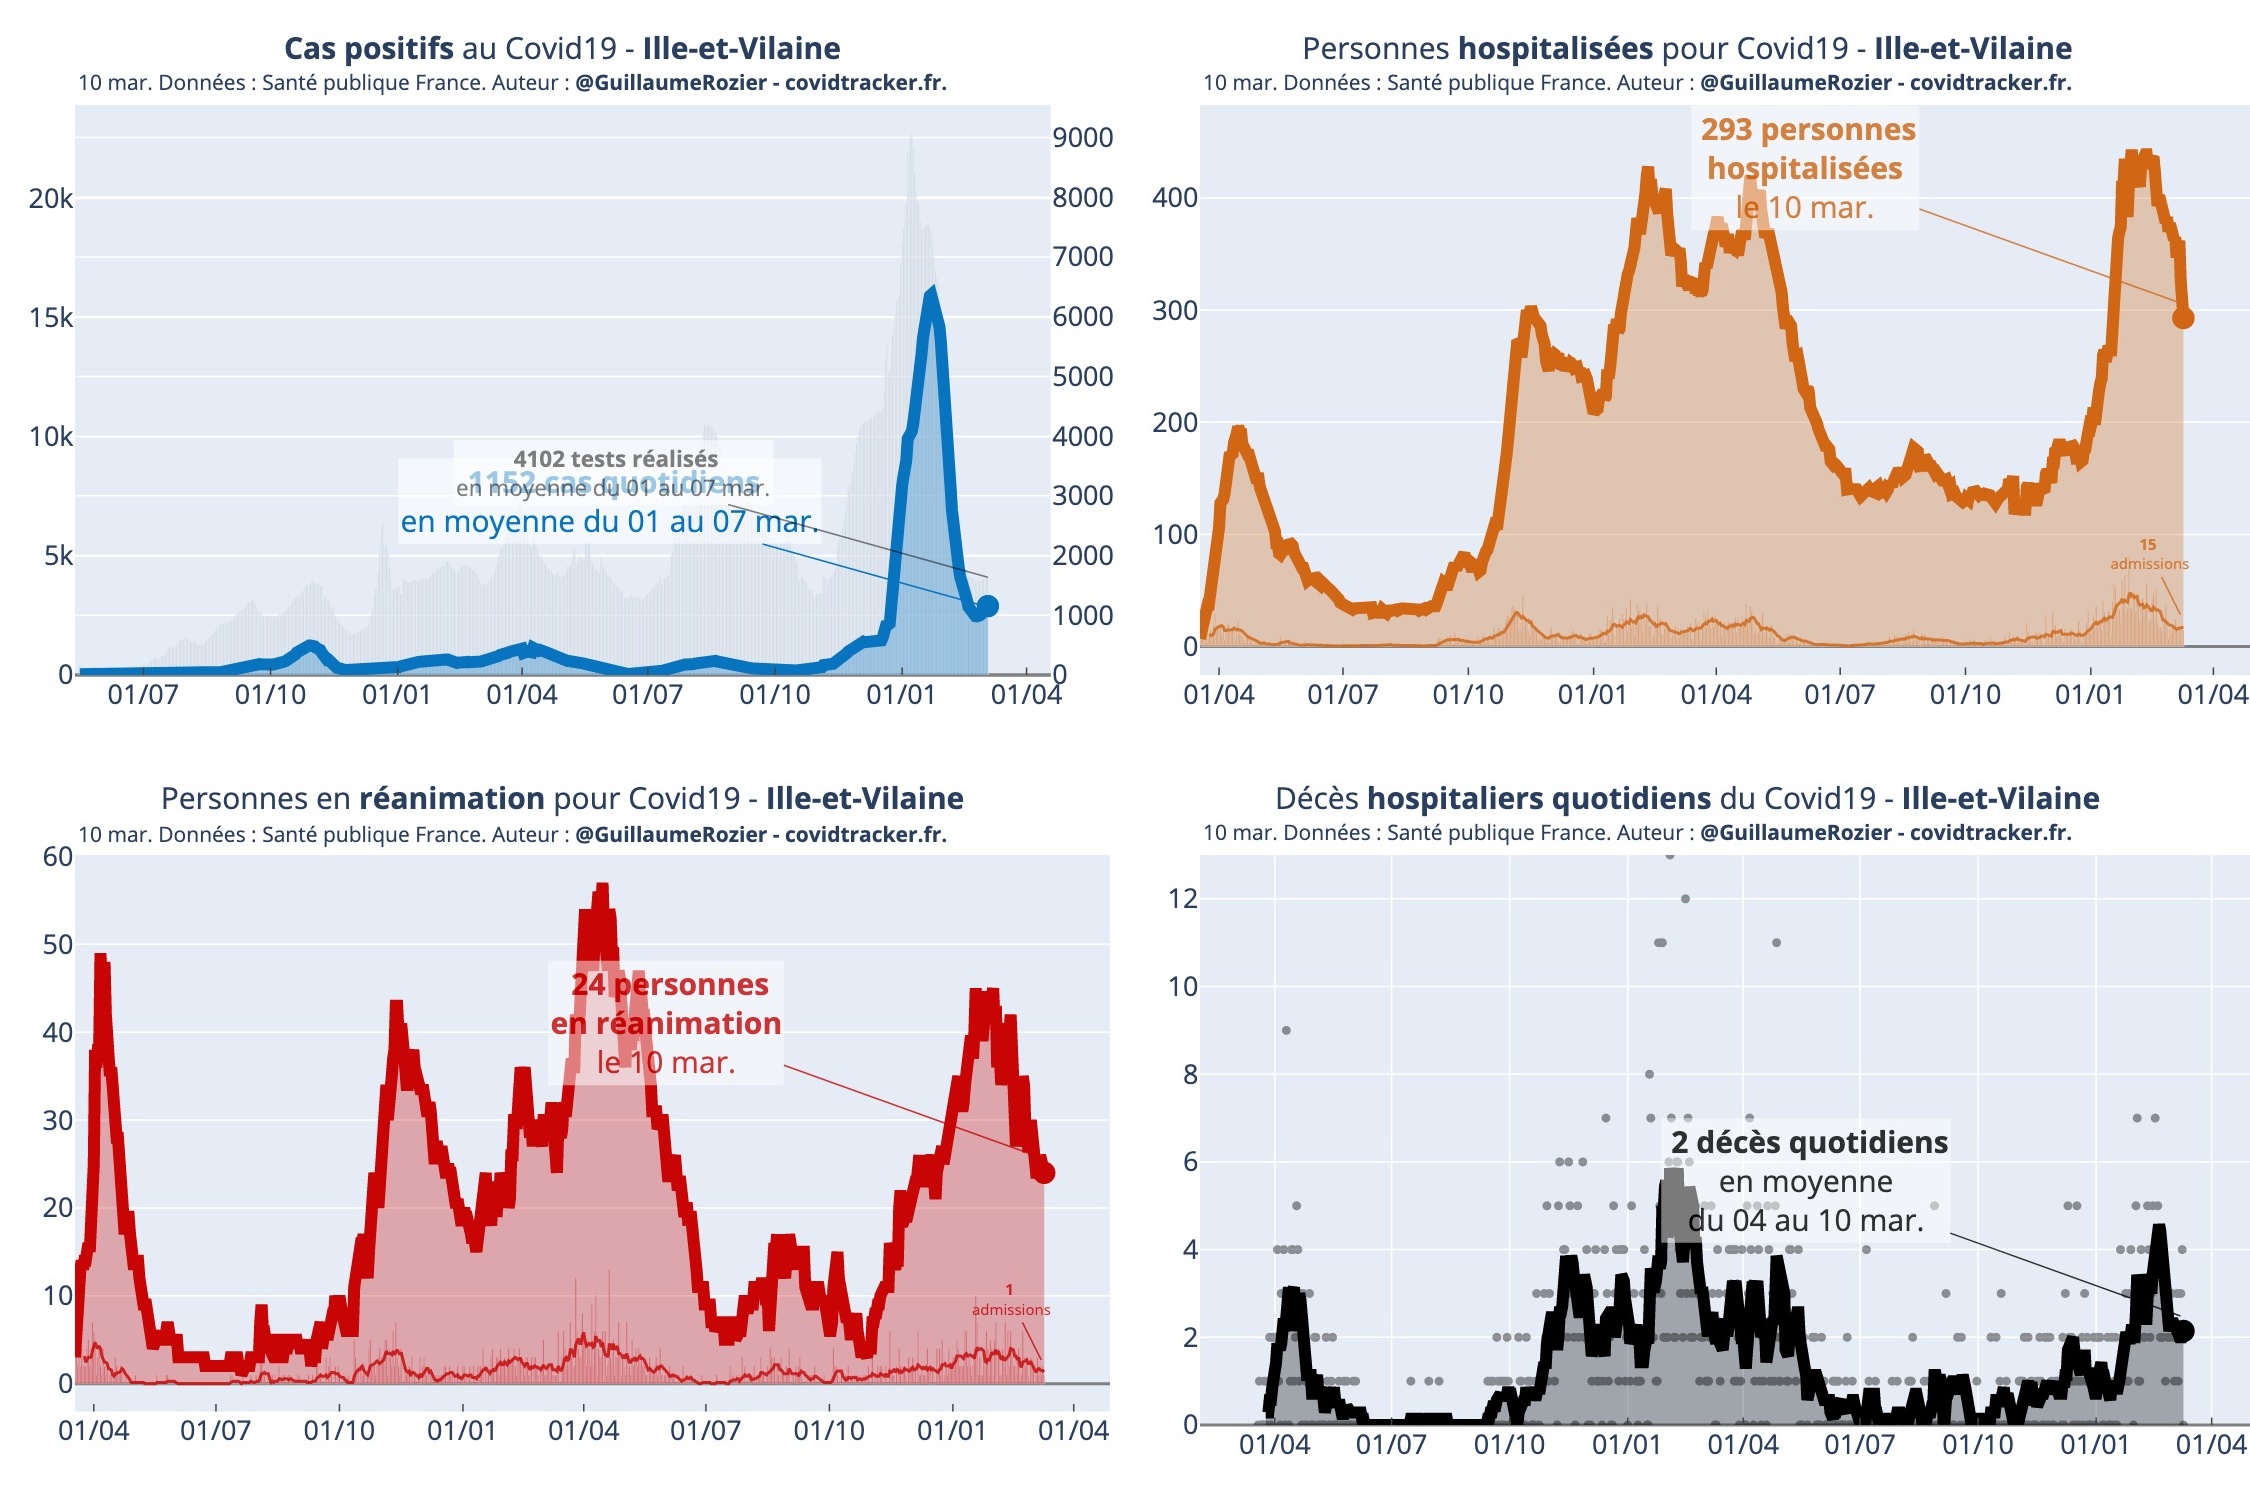 Cas positifs au Covid19 - Ille-et-Vilaine
10 mar. Données : Santé publique France. Auteur : @GuillaumeRozier - covidtracker.fr.
9000
20k
8000
7000
15k
6000
5000
10k
4000
4102 tests réalisés
1152 cas quotidiens
en moyenne du 01 au 07 mar.
3000
en moyenne du 01 au 07 mar.
5k
2000
1000
0
0
01/07 01/10 01/01 01/04 01/07 01/10 01/01 01/04
Personnes hospitalisées pour Covid19 - Ille-et-Vilaine
10 mar. Données : Santé publique France. Auteur : @GuillaumeRozier - covidtracker.fr.
293 personnes
hospitalisées
le 10 mar.
400
300
200
100
15
admissions
0
01/04 01/07 01/10 01/01 01/04 01/07 01/10 01/01 01/04
Personnes en réanimation pour Covid19 - Ille-et-Vilaine
10 mar. Données : Santé publique France. Auteur : @GuillaumeRozier - covidtracker.fr.
60
50
24 personnes
en réanimation
le 10 mar.
40
30
20
10
1
admissions
0
01/04 01/07 01/10 01/01 01/04 01/07 01/10 01/01 01/04
Décès hospitaliers quotidiens du Covid19 - Ille-et-Vilaine
10 mar. Données : Santé publique France. Auteur : @GuillaumeRozier - covidtracker.fr.
12
10
8
6
2 décès quotidiens
en moyenne
du 04 au 10 mar.
4
2
0
01/04 01/07 01/10 01/01 01/04 01/07 01/10 01/01 01/04